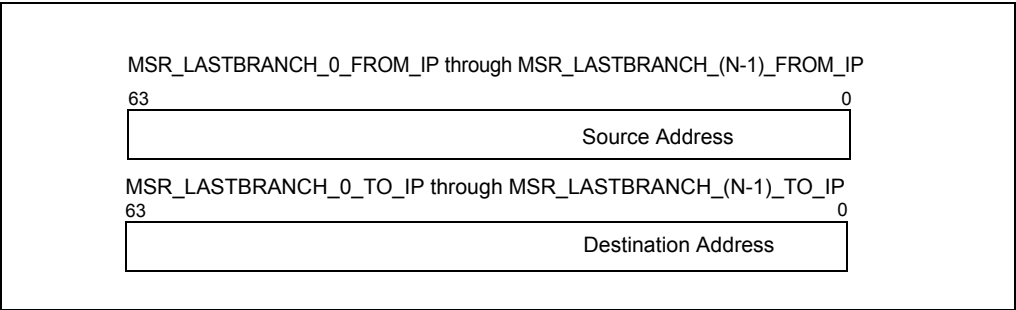 MSR_LASTBRANCH_0_FROM_IP through MSR_LASTBRANCH_(N-1)_FROM_IP
63 0
Source Address
MSR_LASTBRANCH_0_TO_IP through MSR_LASTBRANCH_(N-1)_TO_IP
63 0
Destination Address